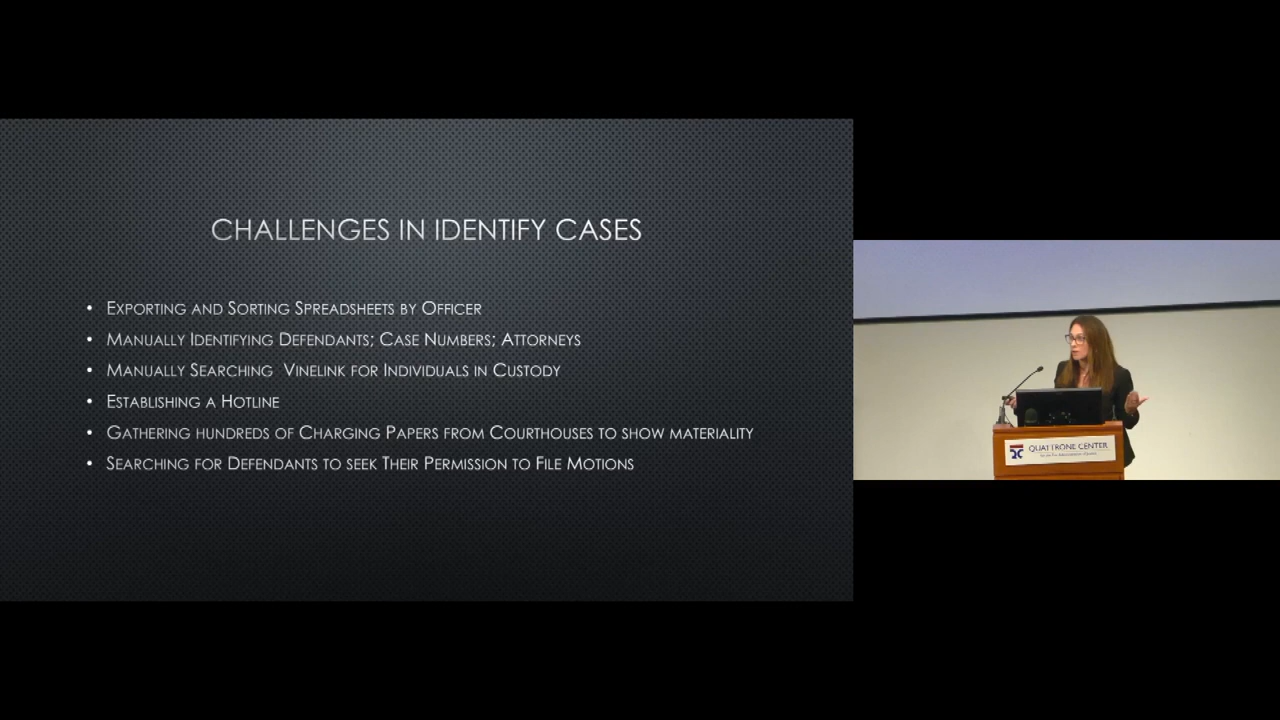 CHALLENGES IN IDENTIFY CASES
• EXPORTING AND SORTING SPREADSHEETS BY OFFICER
• MANUALLY IDENTIFYING DEFENDANTS; CASE NUMBERS; ATTORNEYS
• MANUALLY SEARCHING VINELINK FOR INDIVIDUALS IN CUSTODY
• ESTABLISHING A HOTLINE
• GATHERING HUNDREDS OF CHARGING PAPERS FROM COURTHOUSES TO SHOW MATERIALITY
• SEARCHING FOR DEFENDANTS TO SEEK THEIR PERMISSION TO FILE MOTIONS
QUATTRONE CENTER